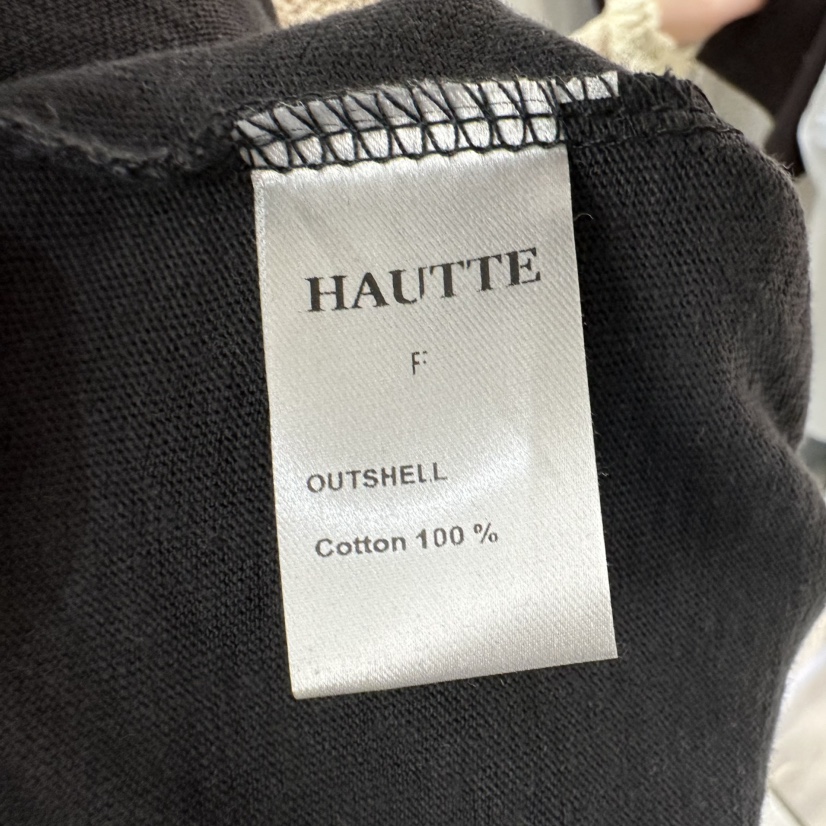 HAUTTE
F
OUTSHELL
Cotton 100 %